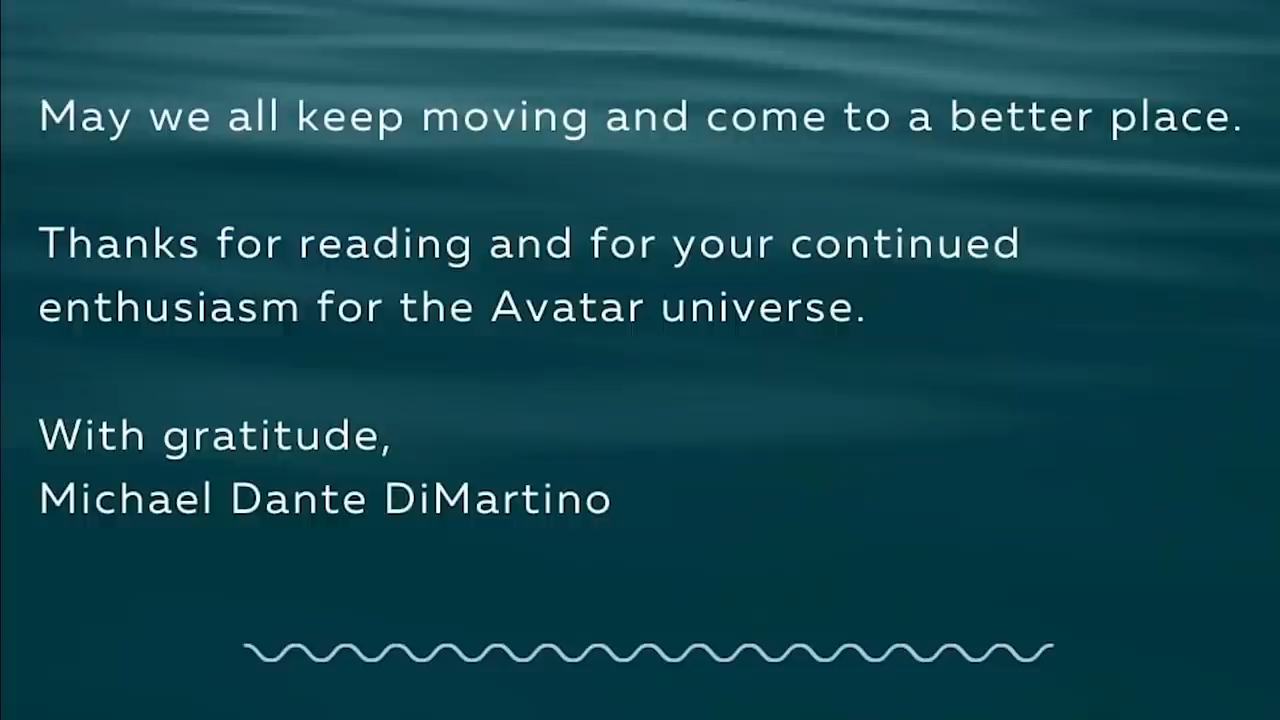 May we all keep moving and come to a better place.
Thanks for reading and for your continued
enthusiasm for the Avatar universe.
With gratitude,
Michael Dante DiMartino